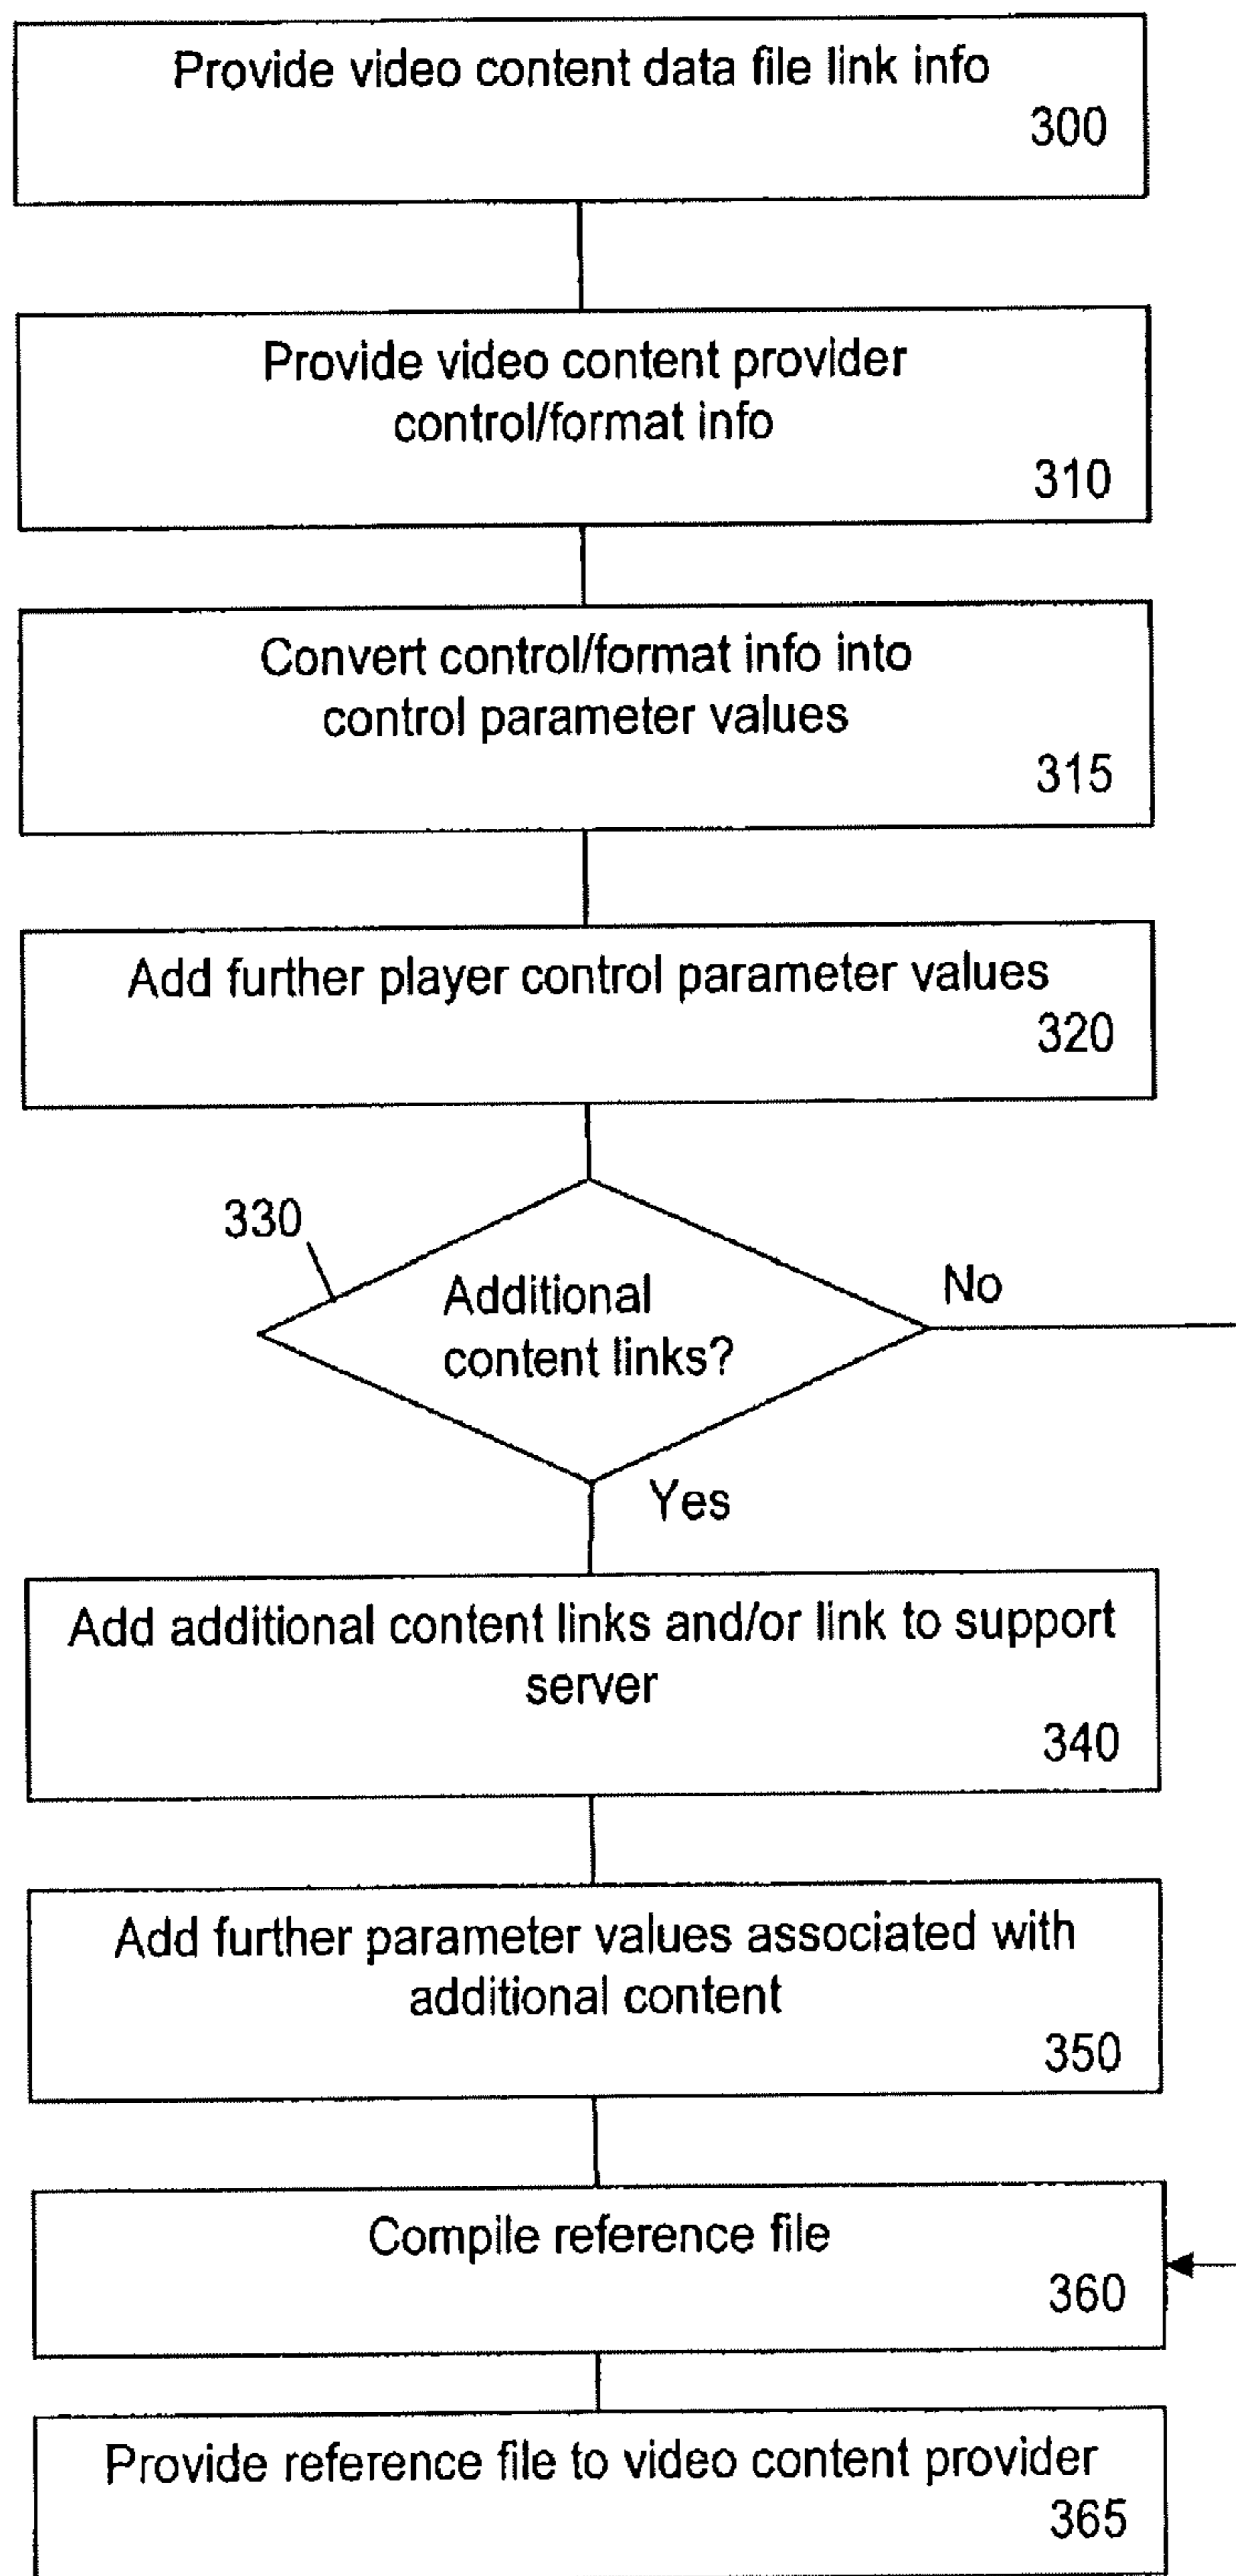 Provide video content data file link info
300
Provide video content provider
control/format info
310
Convert control/format info into
control parameter values
315
Add further player control parameter values
320
330
Additional
content links?
No
Yes
Add additional content links and/or link to support
server
340
Add further parameter values associated with
additional content
350
Compile reference file
360
Provide reference file to video content provider
365